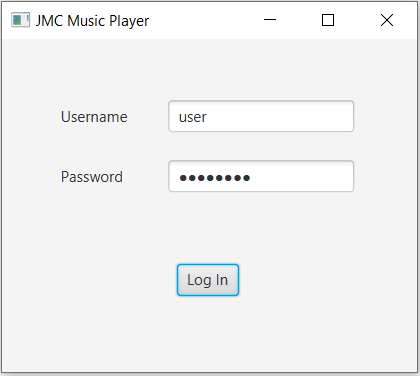 JMC Music Player
Username user
Password ●●●●●●●●
Log In